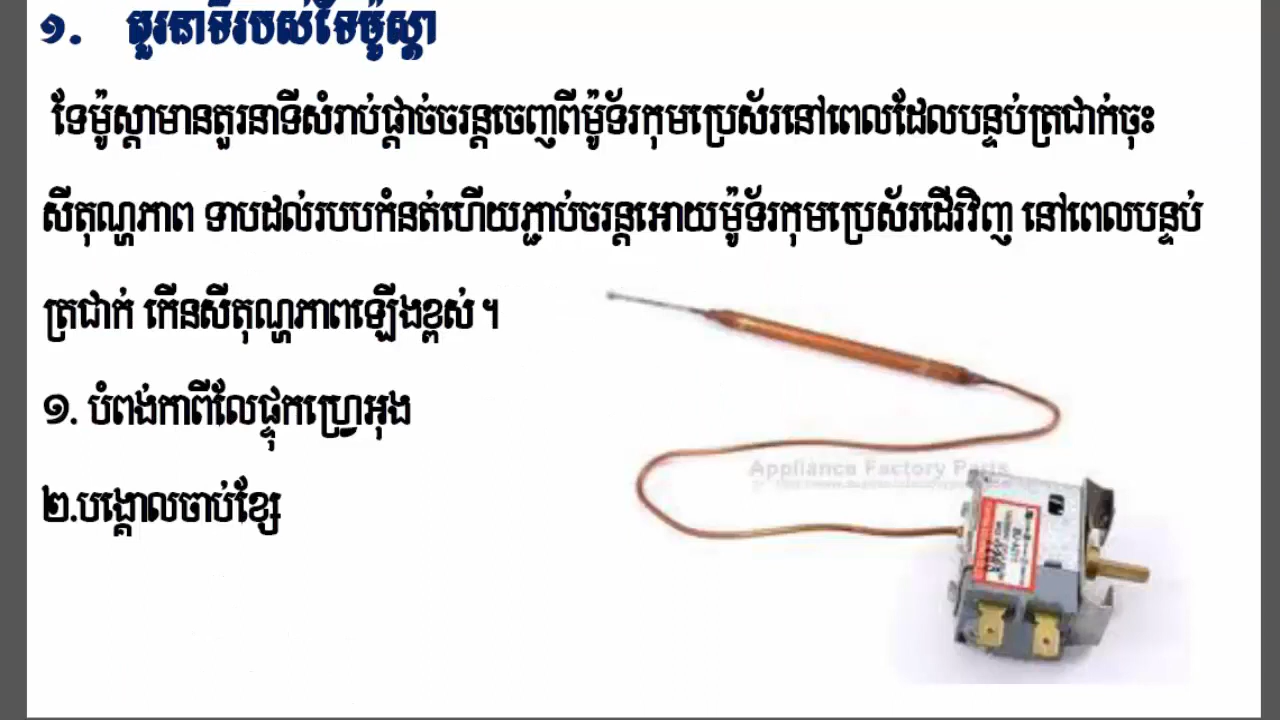 ១. តួរនាទីរបស់ទែម៉ូស្តា
ទែម៉ូស្តាមានតួរនាទីសំរាប់ផ្តាច់ចរន្តចេញពីម៉ូទ័រកុមប្រេស័រនៅពេលដែលបន្ទប់ត្រជាក់ចុះ
សីតុណ្ហភាព ទាបដល់របបកំនត់ហើយភ្ជាប់ចរន្តអោយម៉ូទ័រកុមប្រេស័រដើរវិញ នៅពេលបន្ទប់
ត្រជាក់ កើនសីតុណ្ហភាពឡើងខ្ពស់។
១. បំពង់កាពីលែផ្ទុកហ្វ្រេអុង
២.បង្គោលចាប់ខ្សែ
Appliance Factory Parts